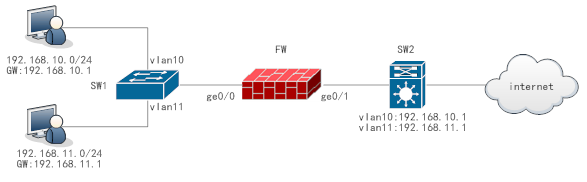 192.168.10.0/24
GW:192.168.10.1
vlan10
SW1
vlan11
192.168.11.0/24
GW:192.168.11.1
FW
ge0/0
ge0/1
SW2
vlan10:192.168.10.1
vlan11:192.168.11.1
internet